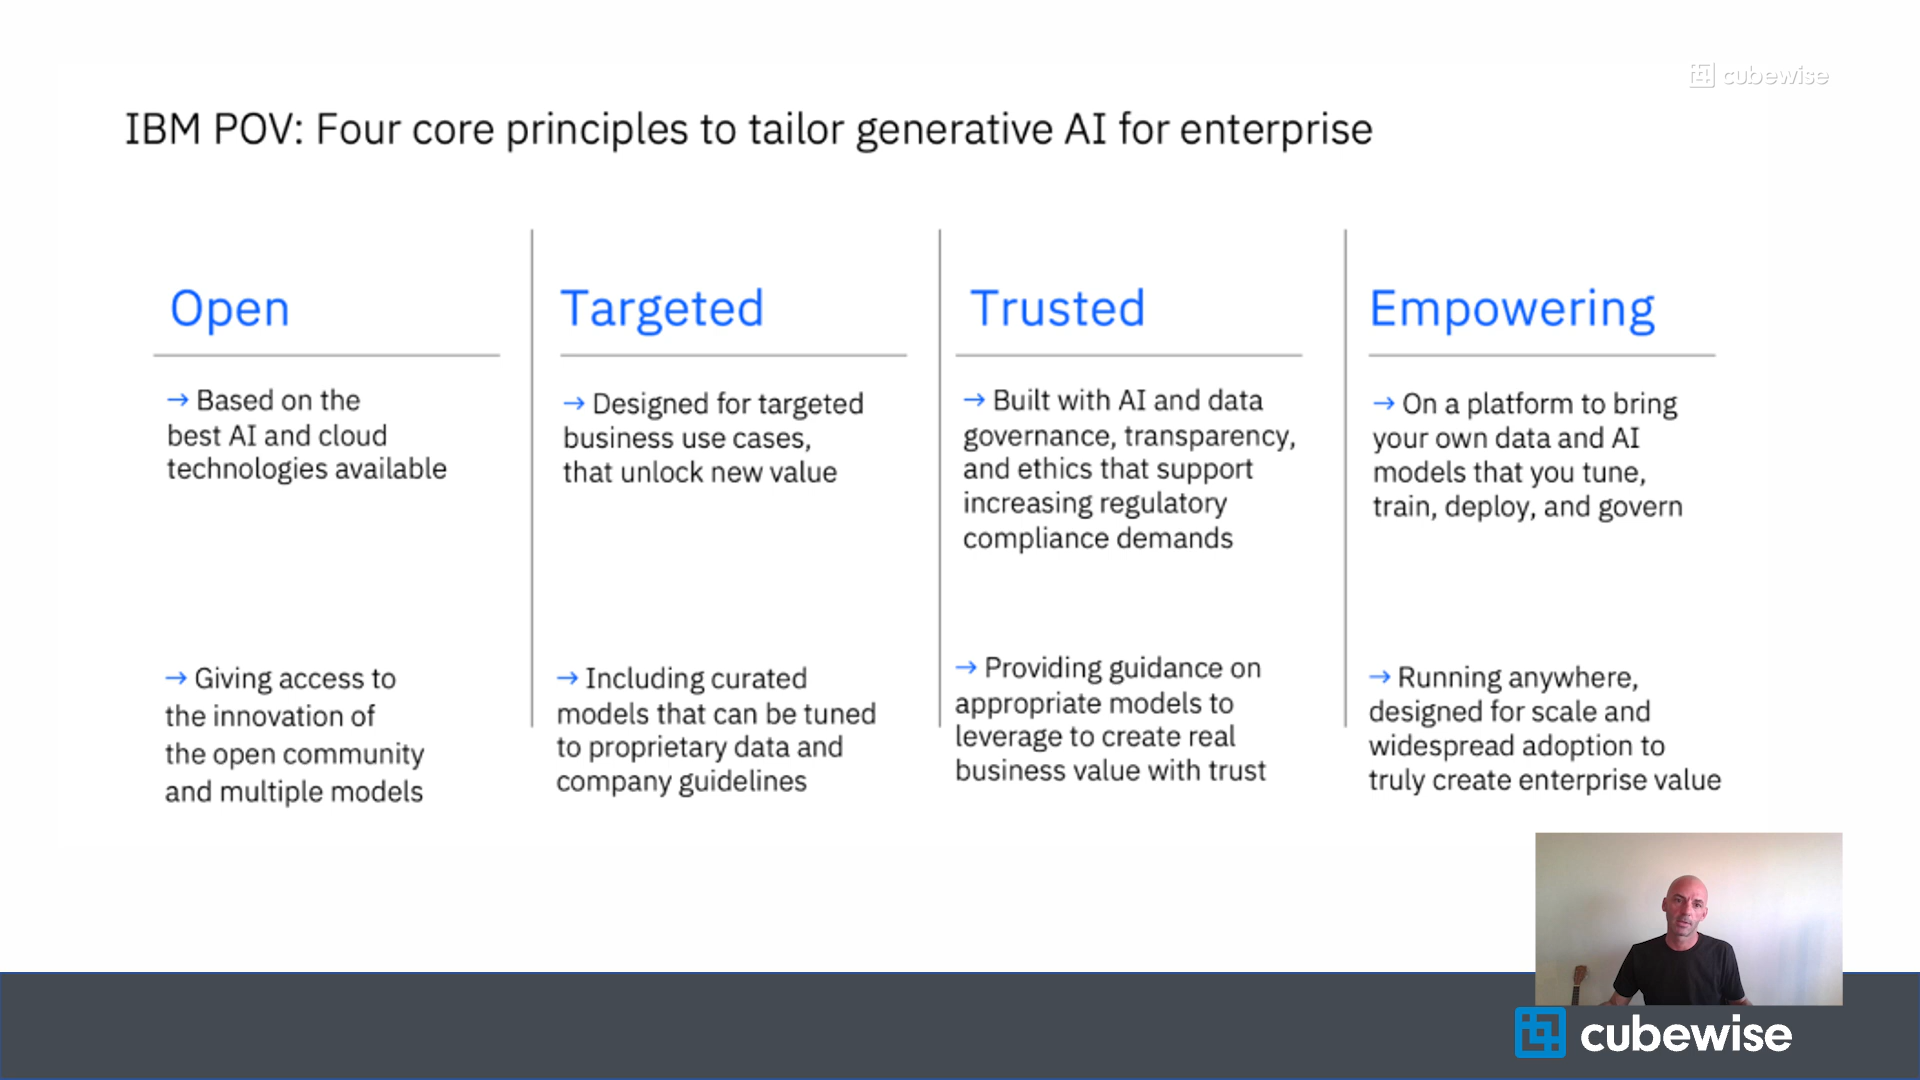 cubewise
IBM POV: Four core principles to tailor generative AI for enterprise
Open
→ Based on the
best AI and cloud
technologies available
→ Giving access to
the innovation of
the open community
and multiple models
Targeted
→ Designed for targeted
business use cases,
that unlock new value
→ Including curated
models that can be tuned
to proprietary data and
company guidelines
Trusted
→ Built with AI and data
governance, transparency,
and ethics that support
increasing regulatory
compliance demands
→ Providing guidance on
appropriate models to
leverage to create real
business value with trust
Empowering
→ On a platform to bring
your own data and AI
models that you tune,
train, deploy, and govern
→ Running anywhere,
designed for scale and
widespread adoption to
truly create enterprise value
cubewise